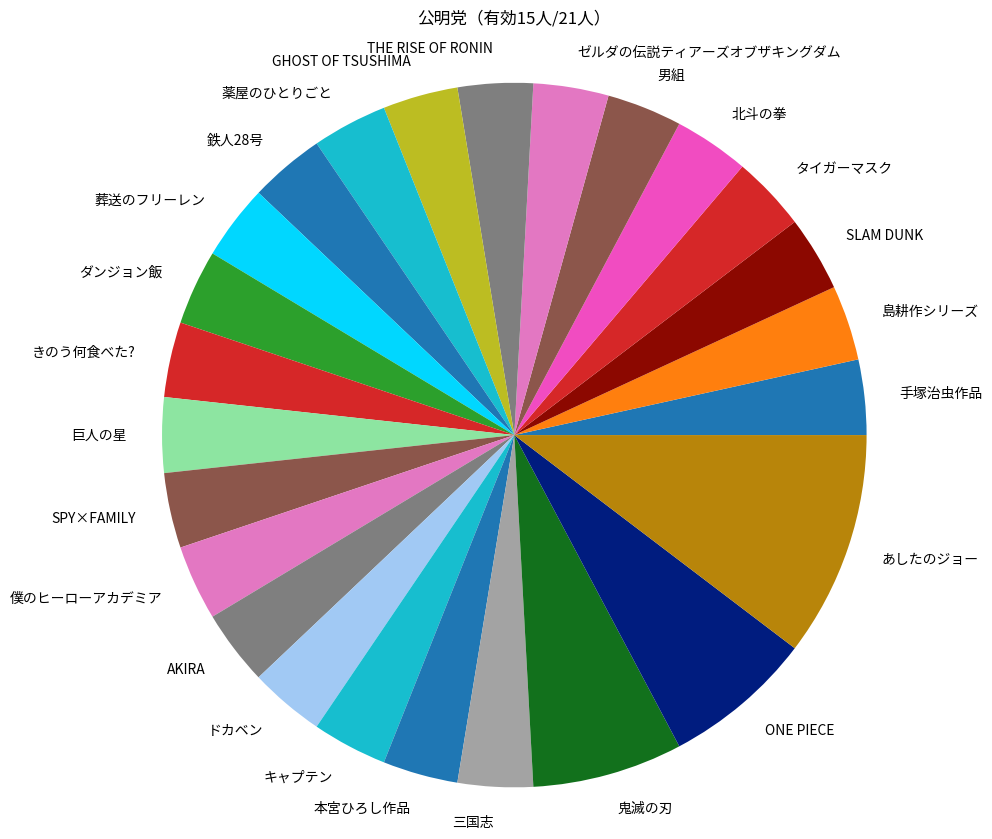 公明党（有効15人/21人）
THE RISE OF RONIN
ゼルダの伝説ティアーズオブザキングダム
GHOST OF TSUSHIMA
男組
薬屋のひとりごと
北斗の拳
鉄人28号
タイガーマスク
葬送のフリーレン
SLAM DUNK
ダンジョン飯
島耕作シリーズ
きのう何食べた?
手塚治虫作品
巨人の星
SPY×FAMILY
あしたのジョー
僕のヒーローアカデミア
AKIRA
ドカベン
ONE PIECE
キャプテン
本宮ひろし作品
鬼滅の刃
三国志